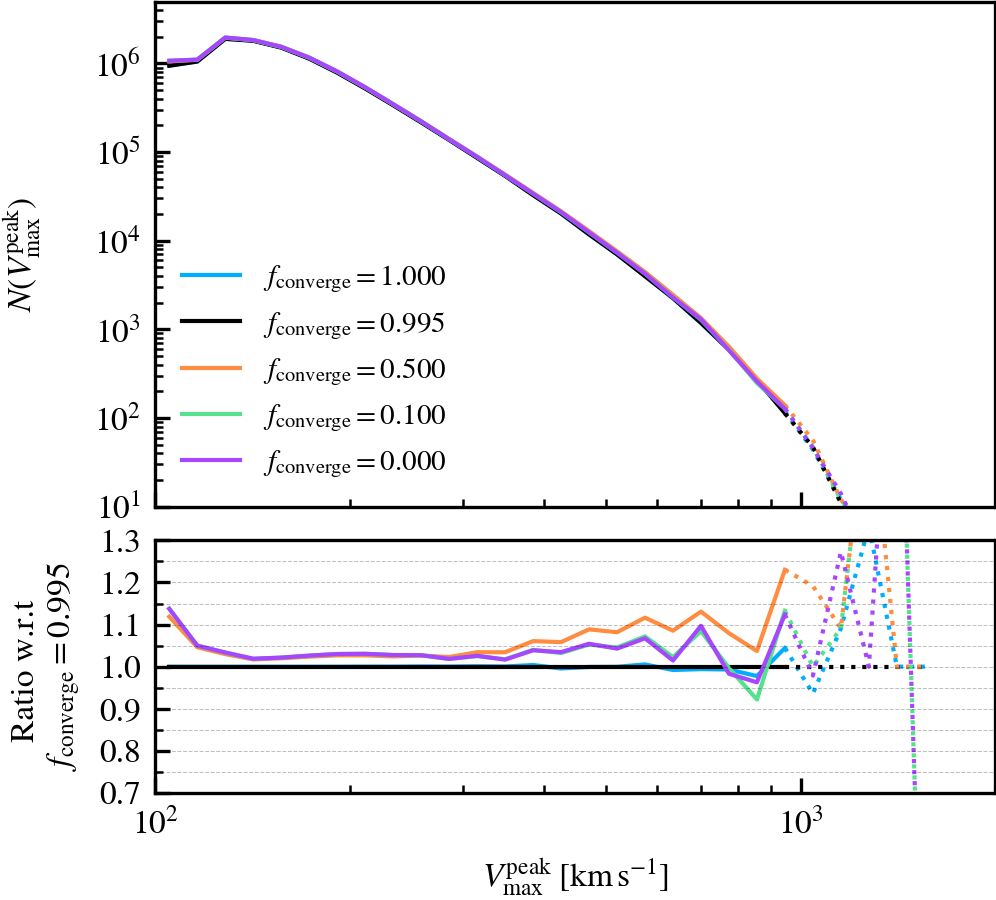 N(V_max^peak)
10^6
10^5
10^4
10^3
10^2
10^1
f_converge = 1.000
f_converge = 0.995
f_converge = 0.500
f_converge = 0.100
f_converge = 0.000
Ratio w.r.t
f_converge = 0.995
1.3
1.2
1.1
1.0
0.9
0.8
0.7
10^2
10^3
V_max^peak [km s^−1]